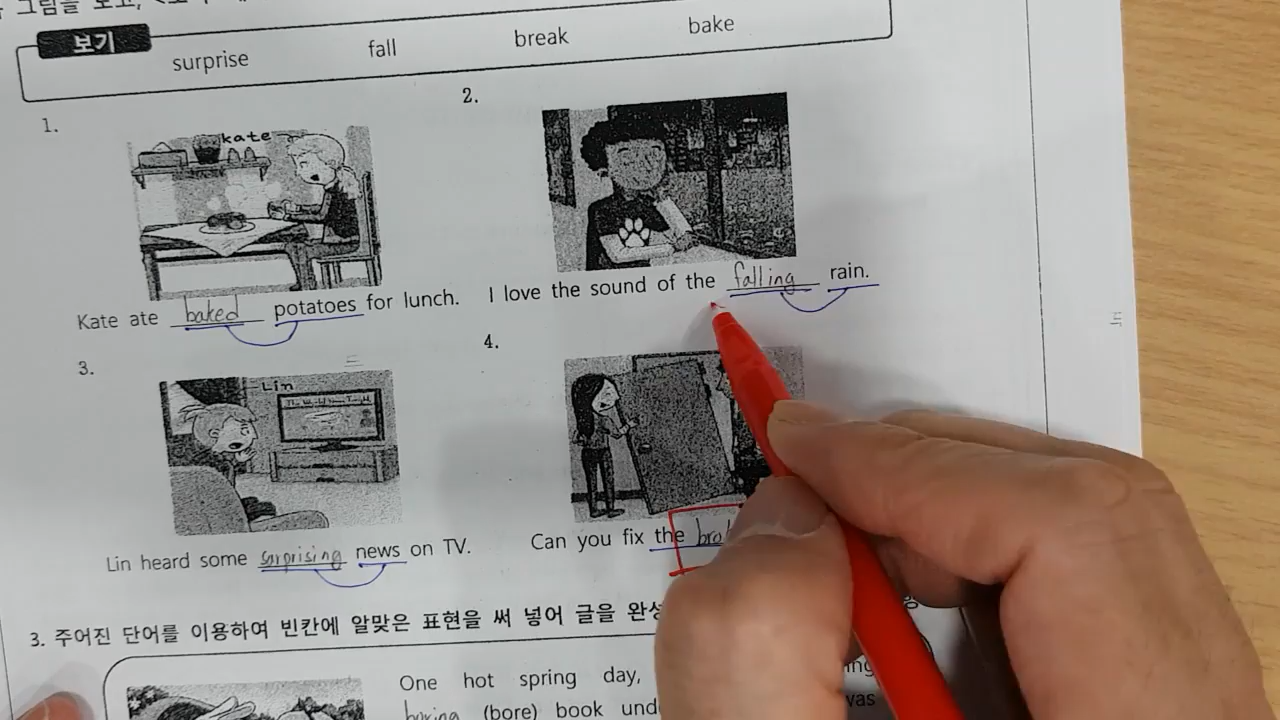 그림을 보고,
보기
surprise fall break bake
1.
kate
Kate ate baked potatoes for lunch.
2.
I love the sound of the falling rain.
3.
Lin
Lin heard some surprising news on TV.
4.
Can you fix the
3. 주어진 단어를 이용하여 빈칸에 알맞은 표현을 써 넣어 글을
One hot spring day,
boring (bore) book